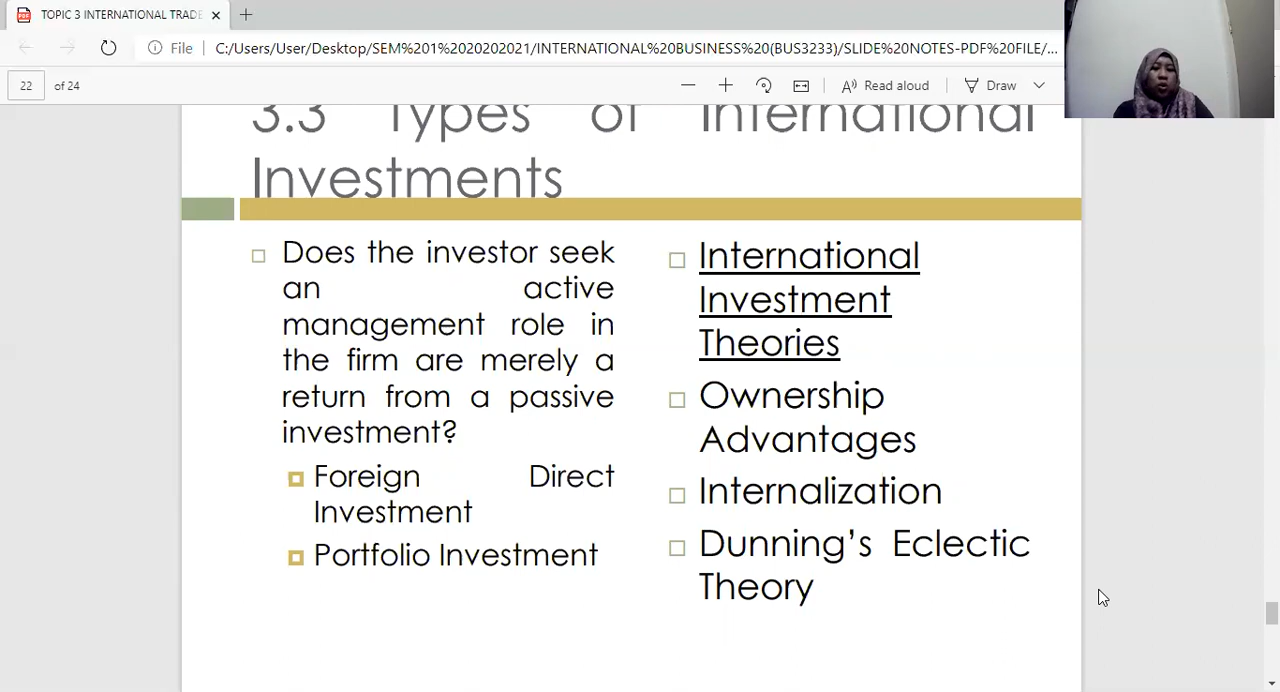 TOPIC 3 INTERNATIONAL TRADE
File
C:/Users/User/Desktop/SEM%201%20202021/INTERNATIONAL%20BUSINESS%20(BUS3233)/SLIDE%20NOTES-PDF%20FILE/...
22 of 24
Read aloud
Draw
3.3 Types of International
Investments
Does the investor seek
an active
management role in
the firm are merely a
return from a passive
investment?
Foreign Direct
Investment
Portfolio Investment
International
Investment
Theories
Ownership
Advantages
Internalization
Dunning’s Eclectic
Theory